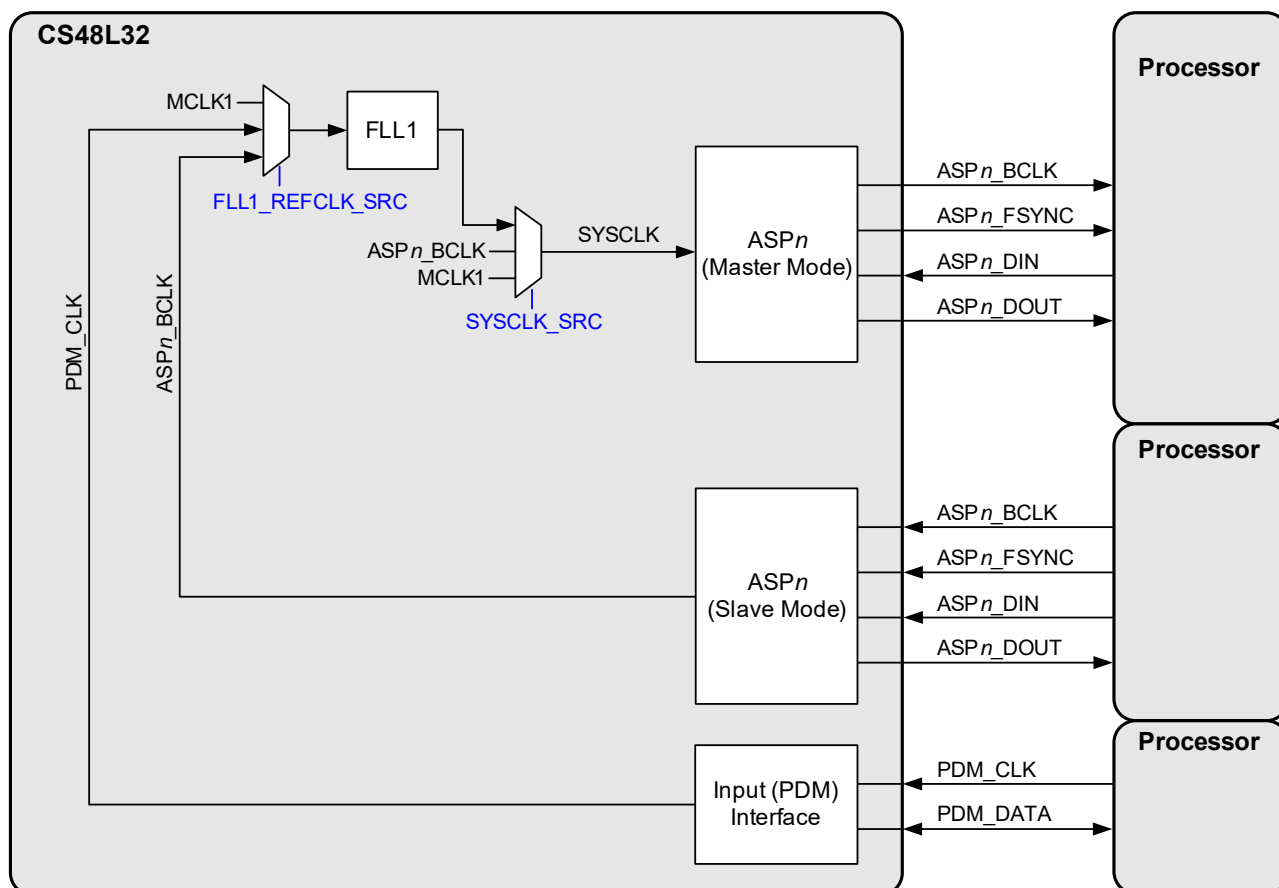 CS48L32
Processor
MCLK1
FLL1
FLL1_REFCLK_SRC
ASPn_BCLK
MCLK1
SYSCLK
SYSCLK_SRC
ASPn
(Master Mode)
ASPn_BCLK
ASPn_FSYNC
ASPn_DIN
ASPn_DOUT
PDM_CLK
ASPn_BCLK
Processor
ASPn
(Slave Mode)
ASPn_BCLK
ASPn_FSYNC
ASPn_DIN
ASPn_DOUT
Processor
Input (PDM)
Interface
PDM_CLK
PDM_DATA